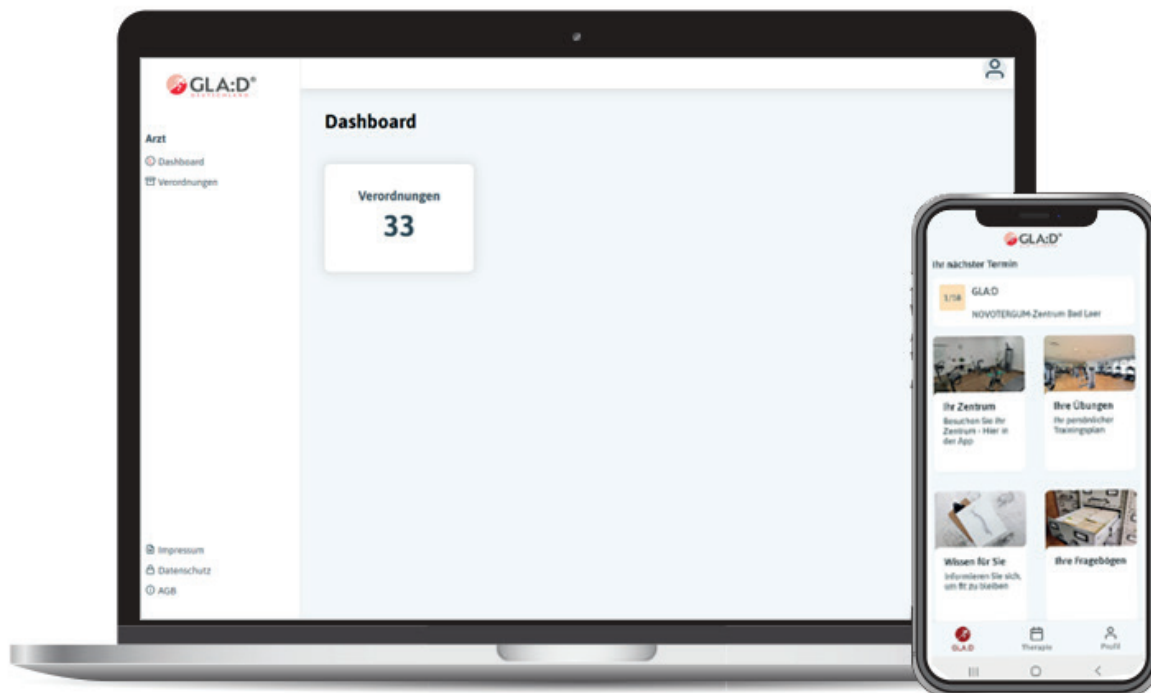 GLA:D®
DEUTSCHLAND
Arzt
Dashboard
Verordnungen
Impressum
Datenschutz
AGB
Dashboard
Verordnungen
33
GLA:D®
Ihr nächster Termin
GLA:D
NOVOTERGUM-Zentrum Bad Laer
Ihr Zentrum
Besuchen Sie Ihr
Zentrum - Hier in
der App
Ihre Übungen
Ihr persönlicher
Trainingsplan
Wissen für Sie
Informieren Sie sich,
um fit zu bleiben
Ihre Fragebögen
GLA:D
Therapie
Profil